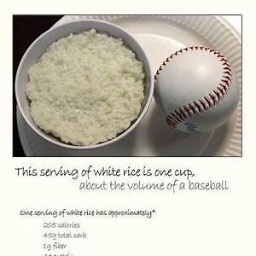 This serving of white rice is one cup,
about the volume of a baseball
One serving of white rice has approximately*
205 calories
45g total carb
1g fiber